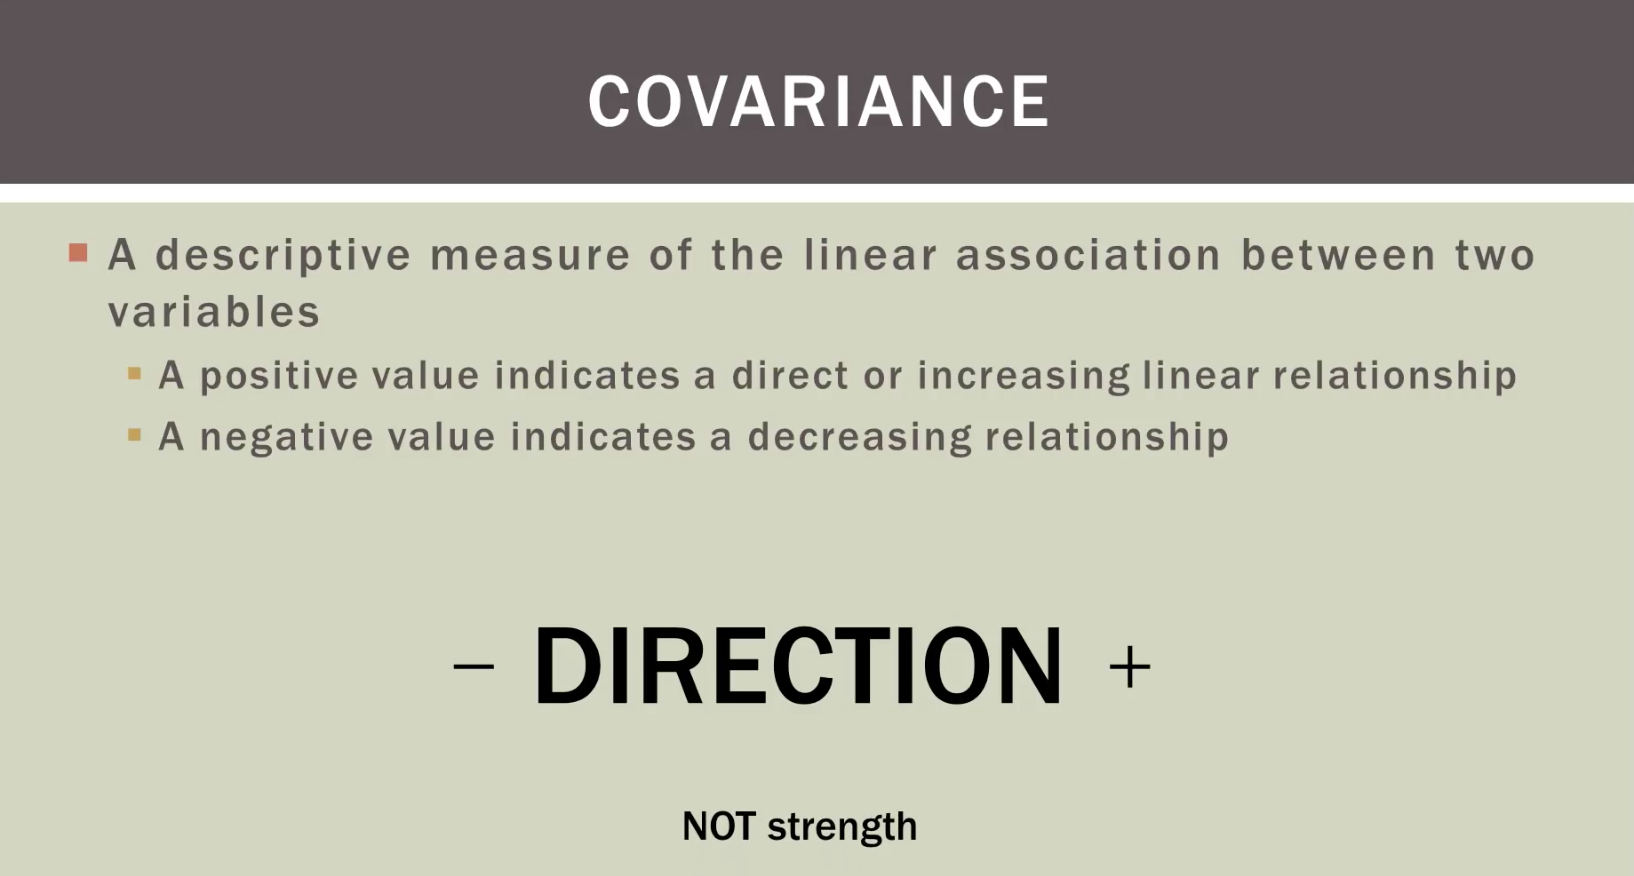 COVARIANCE
A descriptive measure of the linear association between two
variables
A positive value indicates a direct or increasing linear relationship
A negative value indicates a decreasing relationship
− DIRECTION +
NOT strength